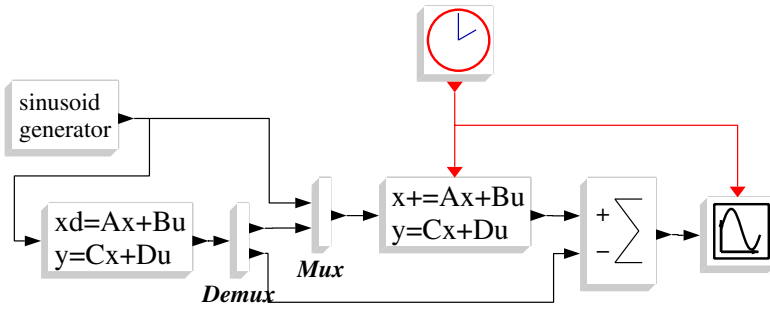 sinusoid
generator
xd=Ax+Bu
y=Cx+Du
Demux
Mux
x+=Ax+Bu
y=Cx+Du
+
−
∑